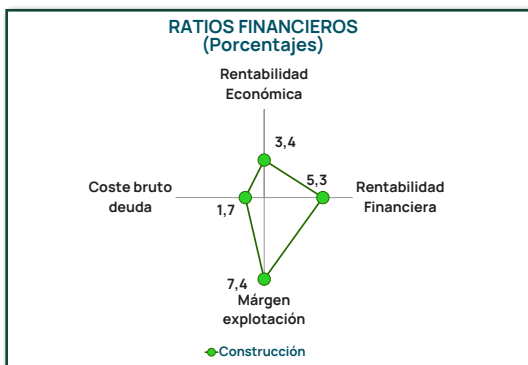 RATIOS FINANCIEROS
(Porcentajes)
Rentabilidad
Económica
3,4
5,3
Rentabilidad
Financiera
Coste bruto
deuda
1,7
7,4
Márgen
explotación
Construcción